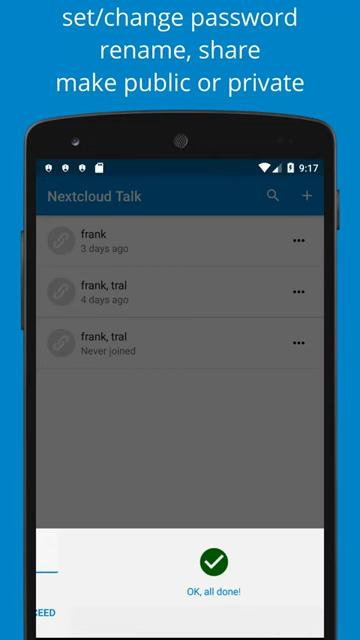 set/change password
rename, share
make public or private
9:17
Nextcloud Talk
frank
3 days ago
frank, tral
4 days ago
frank, tral
Never joined
OK, all done!
CEED